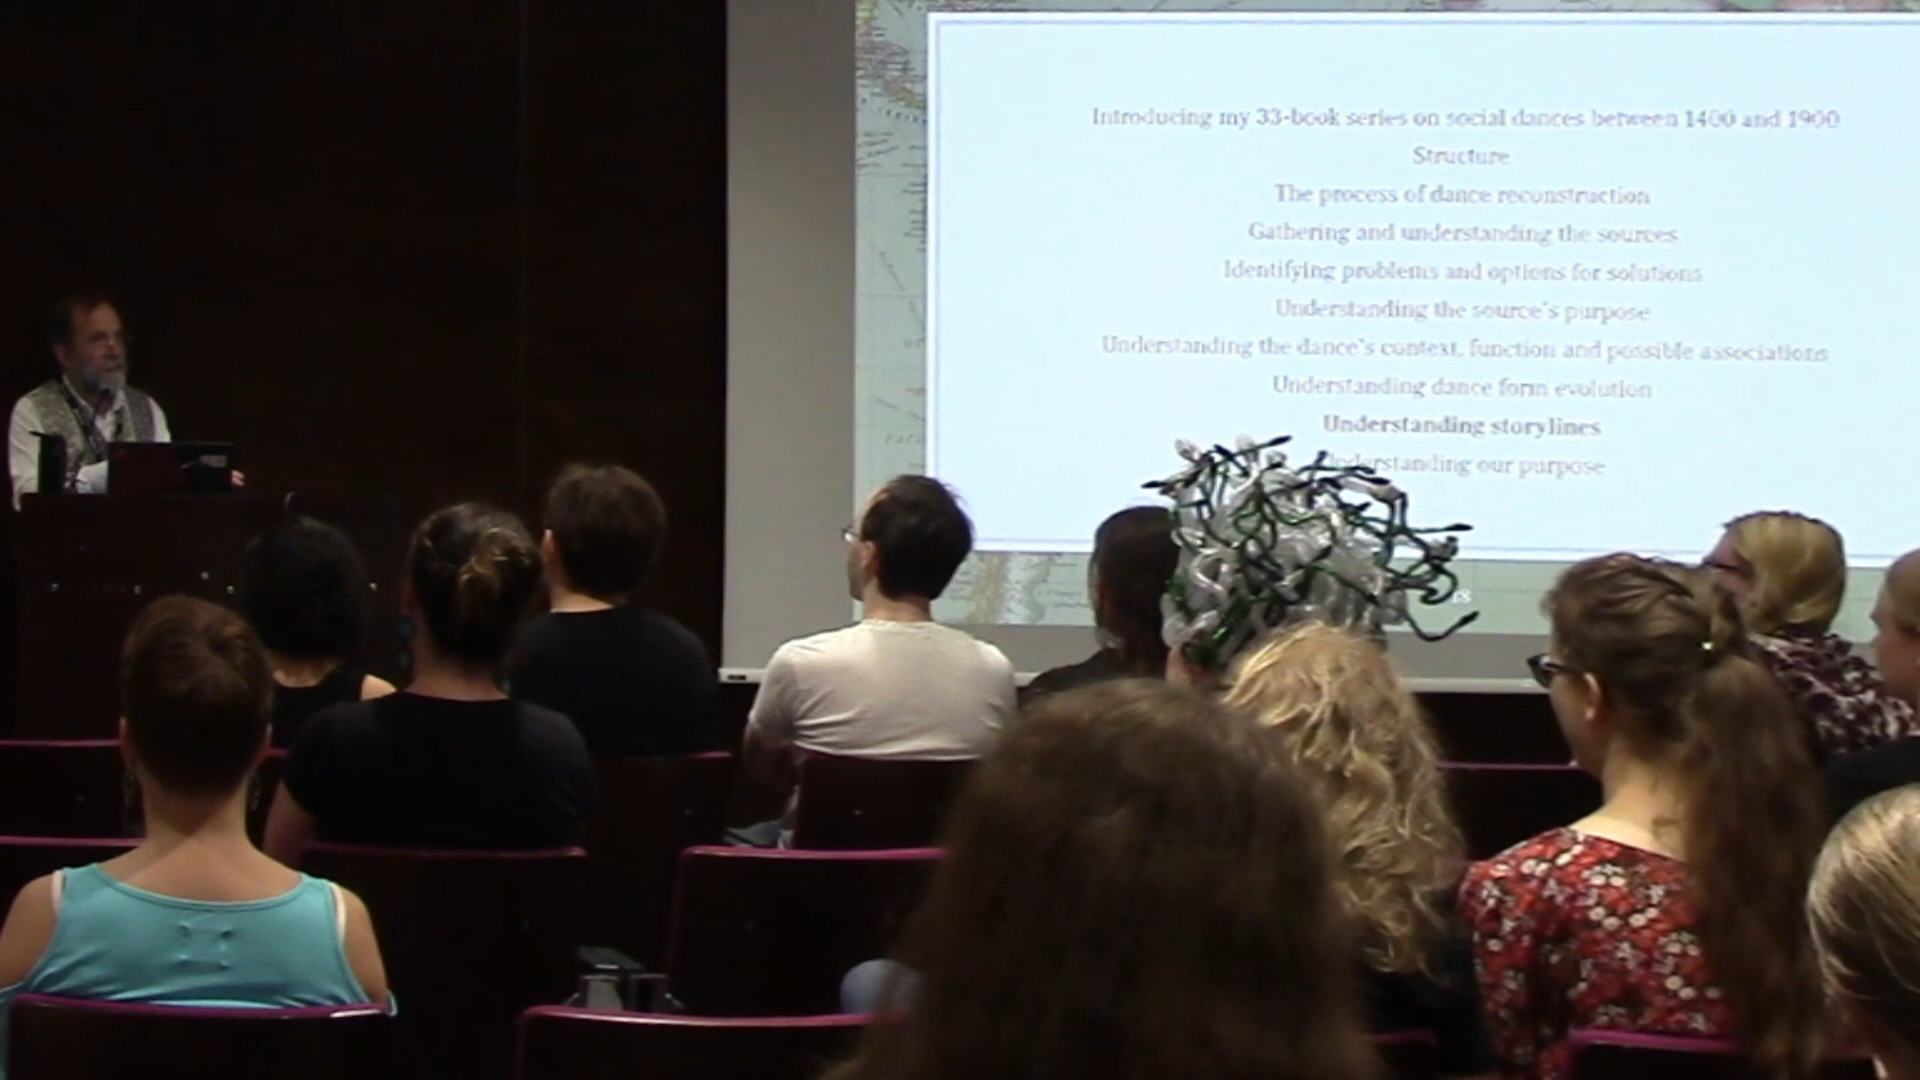 Introducing my 33-book series on social dances between 1400 and 1900
Structure
The process of dance reconstruction
Gathering and understanding the sources
Identifying problems and options for solutions
Understanding the source's purpose
Understanding the dance's context, function and possible associations
Understanding dance form evolution
Understanding storylines
Understanding our purpose